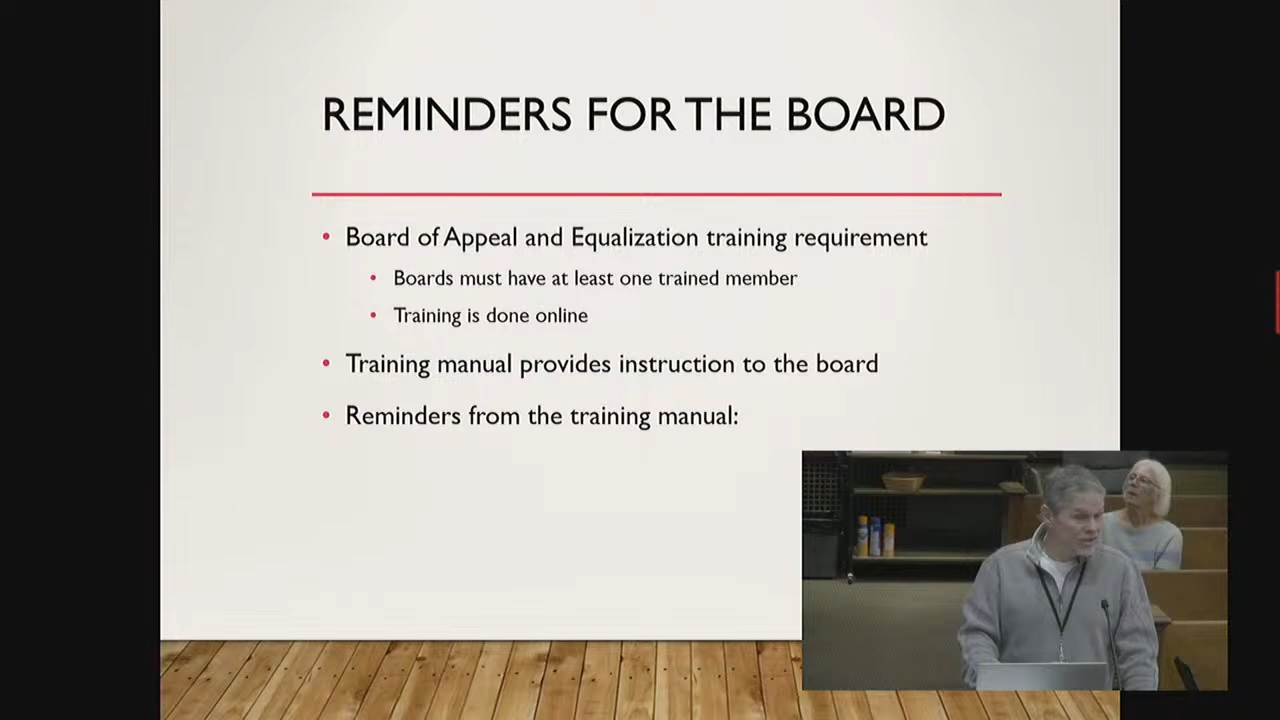 REMINDERS FOR THE BOARD
• Board of Appeal and Equalization training requirement
• Boards must have at least one trained member
• Training is done online
• Training manual provides instruction to the board
• Reminders from the training manual: